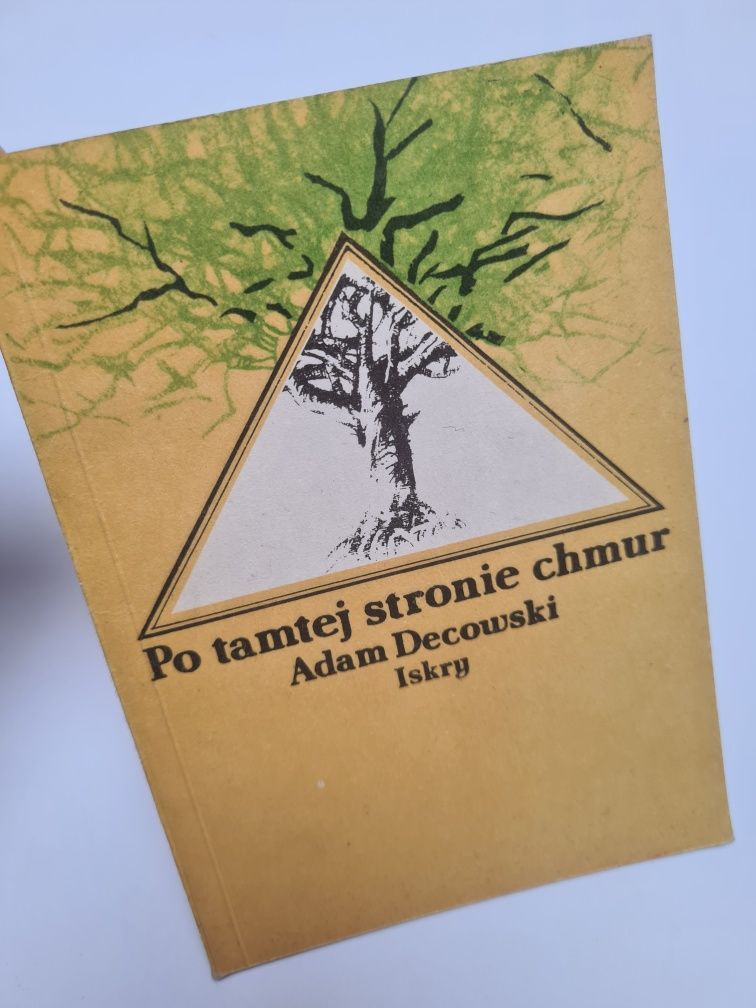 Po tamtej stronie chmur
Adam Decowski
Iskry